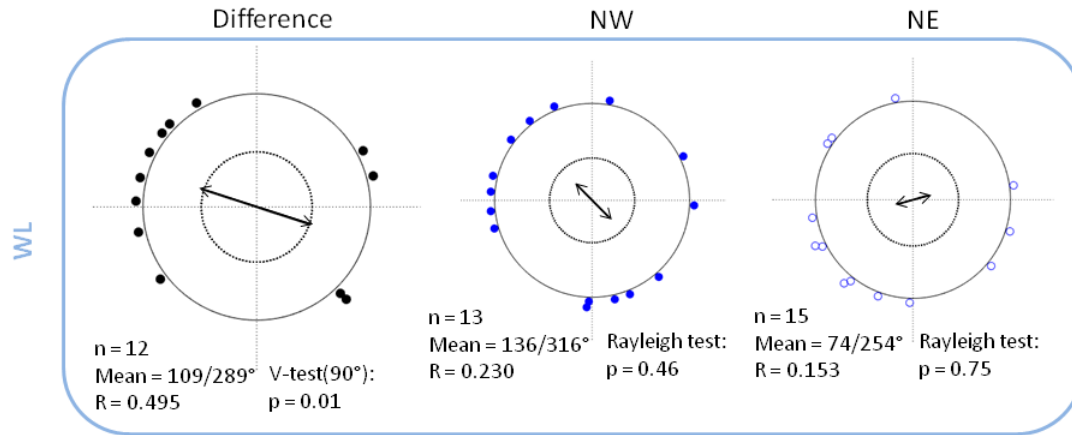 Difference
NW
NE
WL
n = 12
Mean = 109/289°
R = 0.495
V-test(90°):
p = 0.01
n = 13
Mean = 136/316°
R = 0.230
Rayleigh test:
p = 0.46
n = 15
Mean = 74/254°
R = 0.153
Rayleigh test:
p = 0.75